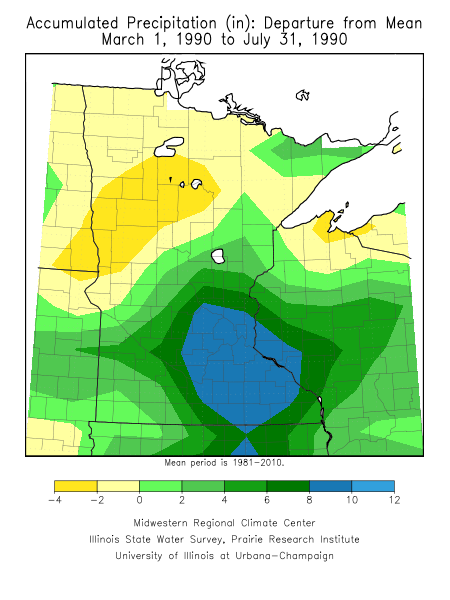 Accumulated Precipitation (in): Departure from Mean
March 1, 1990 to July 31, 1990
Mean period is 1981-2010.
-4 -2 0 2 4 6 8 10 12
Midwestern Regional Climate Center
Illinois State Water Survey, Prairie Research Institute
University of Illinois at Urbana-Champaign